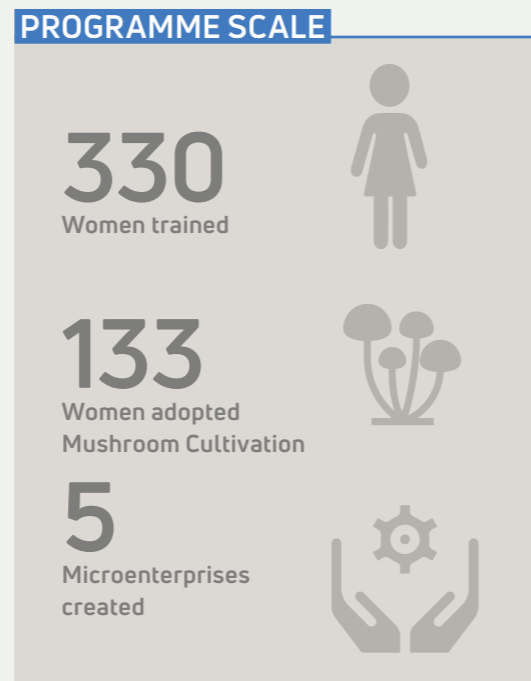 PROGRAMME SCALE
330
Women trained
133
Women adopted
Mushroom Cultivation
5
Microenterprises
created